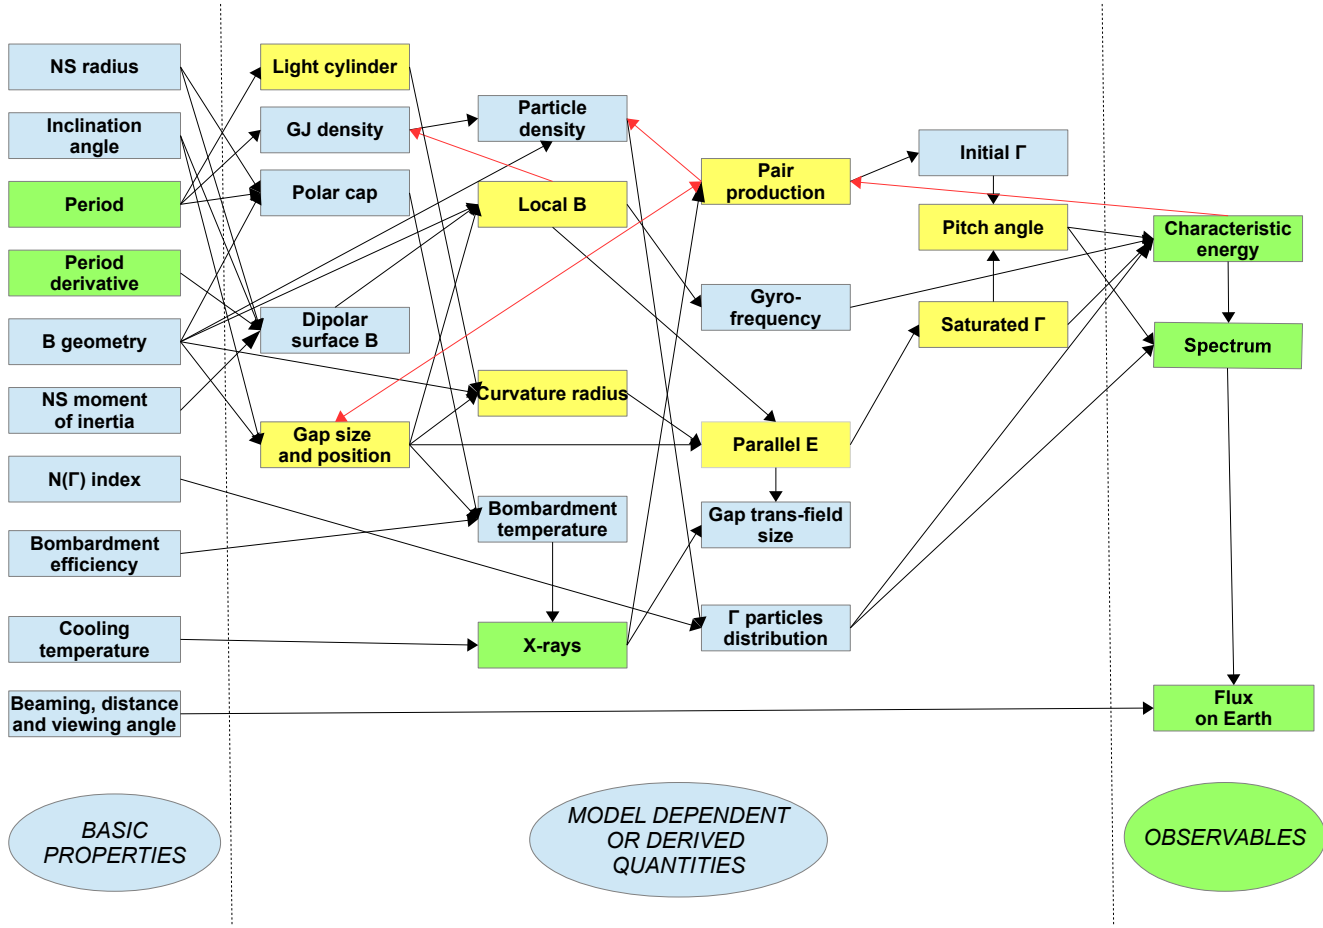 NS radius
Inclination
angle
Period
Period
derivative
B geometry
NS moment
of inertia
N(Γ) index
Bombardment
efficiency
Cooling
temperature
Beaming, distance
and viewing angle
Light cylinder
GJ density
Polar cap
Dipolar
surface B
Gap size
and position
Particle
density
Local B
Curvature radius
Bombardment
temperature
X-rays
Pair
production
Gyro-
frequency
Parallel E
Gap trans-field
size
Γ particles
distribution
Initial Γ
Pitch angle
Saturated Γ
Characteristic
energy
Spectrum
Flux
on Earth
BASIC
PROPERTIES
MODEL DEPENDENT
OR DERIVED
QUANTITIES
OBSERVABLES